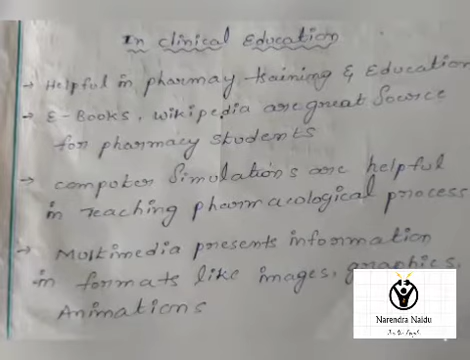 In clinical Education
→ Helpful in pharmay training & Education
→ E-Books, wikipedia are great Source
for pharmacy students
→ computer Simulations are helpful
in teaching pharmacological process
→ Multimedia presents information
in formats like images, graphics,
Animations
Narendra Naidu